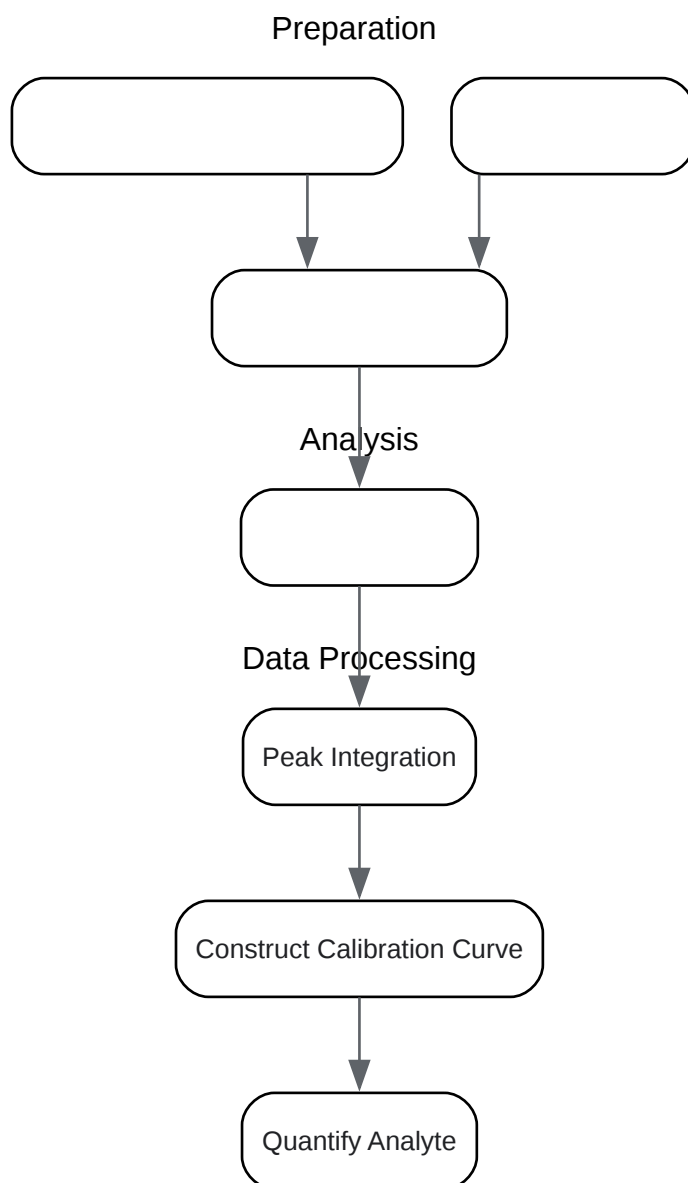 Preparation
Analysis
Data Processing
Peak Integration
Construct Calibration Curve
Quantify Analyte